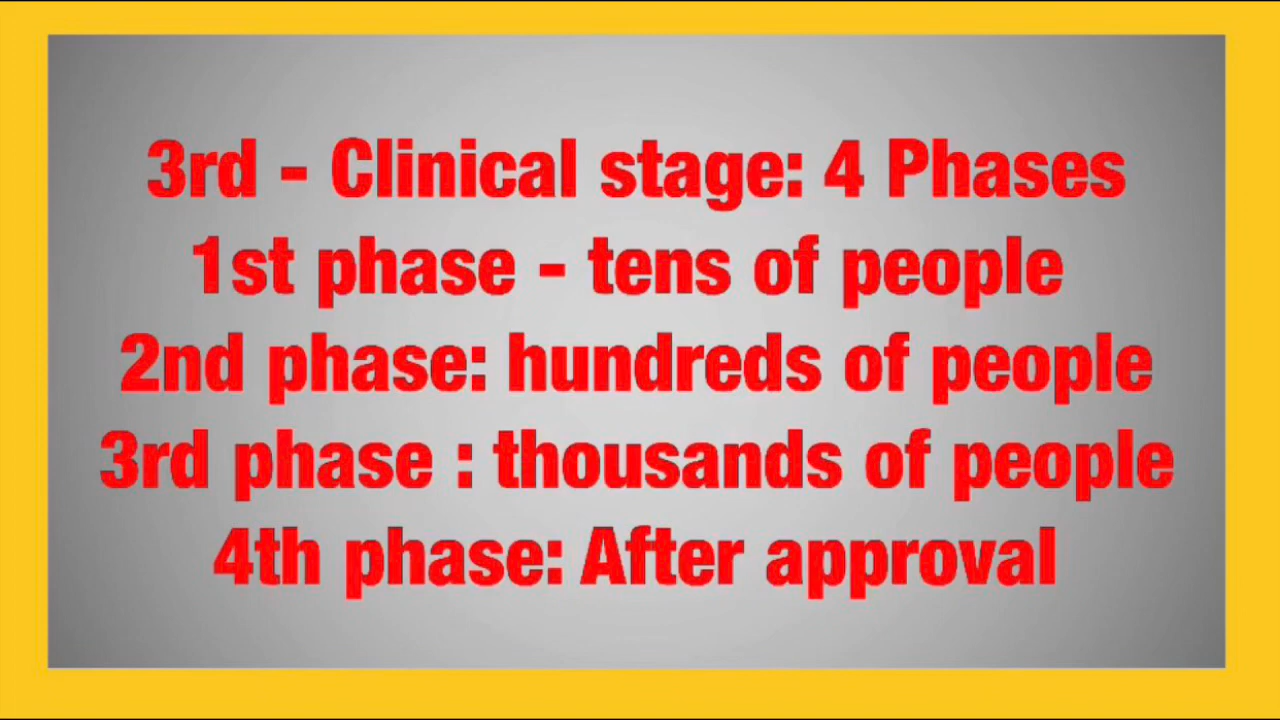 3rd - Clinical stage: 4 Phases
1st phase - tens of people
2nd phase: hundreds of people
3rd phase : thousands of people
4th phase: After approval